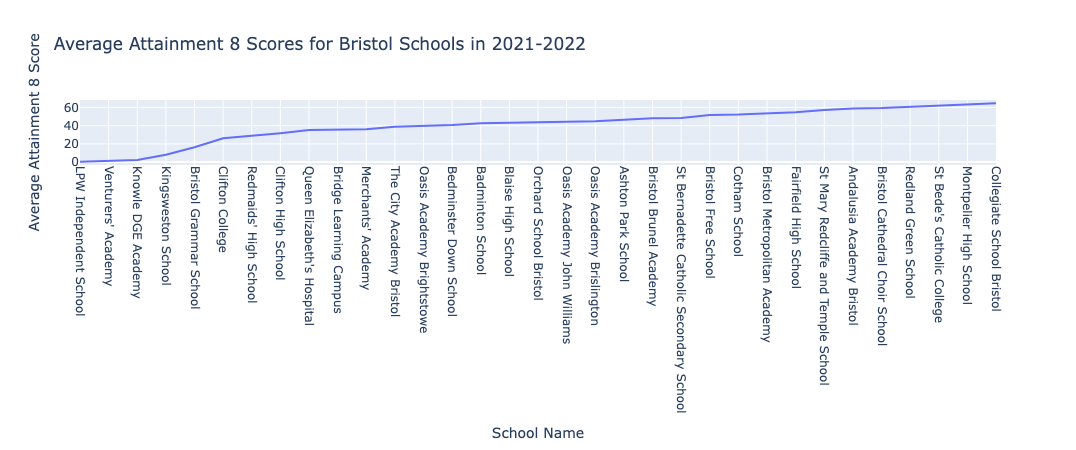 Average Attainment 8 Scores for Bristol Schools in 2021-2022
Average Attainment 8 Score
60
40
20
0
LPW Independent School
Venturers' Academy
Knowle DGE Academy
Kingsweston School
Bristol Grammar School
Clifton College
Redmaids' High School
Clifton High School
Queen Elizabeth's Hospital
Bridge Learning Campus
Merchants' Academy
The City Academy Bristol
Oasis Academy Brightstowe
Bedminster Down School
Badminton School
Blaise High School
Orchard School Bristol
Oasis Academy John Williams
Oasis Academy Brislington
Ashton Park School
Bristol Brunel Academy
St Bernadette Catholic Secondary School
Bristol Free School
Cotham School
Bristol Metropolitan Academy
Fairfield High School
St Mary Redcliffe and Temple School
Andalusia Academy Bristol
Bristol Cathedral Choir School
Redland Green School
St Bede's Catholic College
Montpelier High School
Collegiate School Bristol
School Name